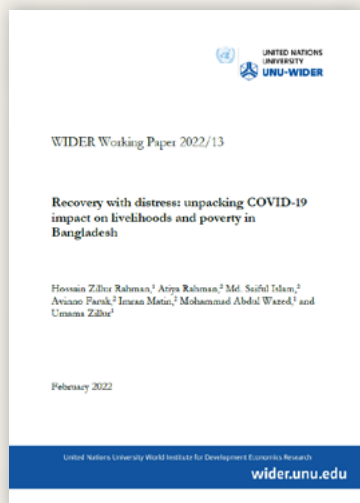 UNITED NATIONS
UNIVERSITY
UNU-WIDER
WIDER Working Paper 2022/13
Recovery with distress: unpacking COVID-19
impact on livelihoods and poverty in
Bangladesh
Hossain Zillur Rahman,¹ Atiya Rahman,² Md. Saiful Islam,²
Avinno Faruk,² Imran Matin,² Mohammad Abdul Wazed,¹ and
Umama Zillur¹
February 2022
United Nations University World Institute for Development Economics Research
wider.unu.edu